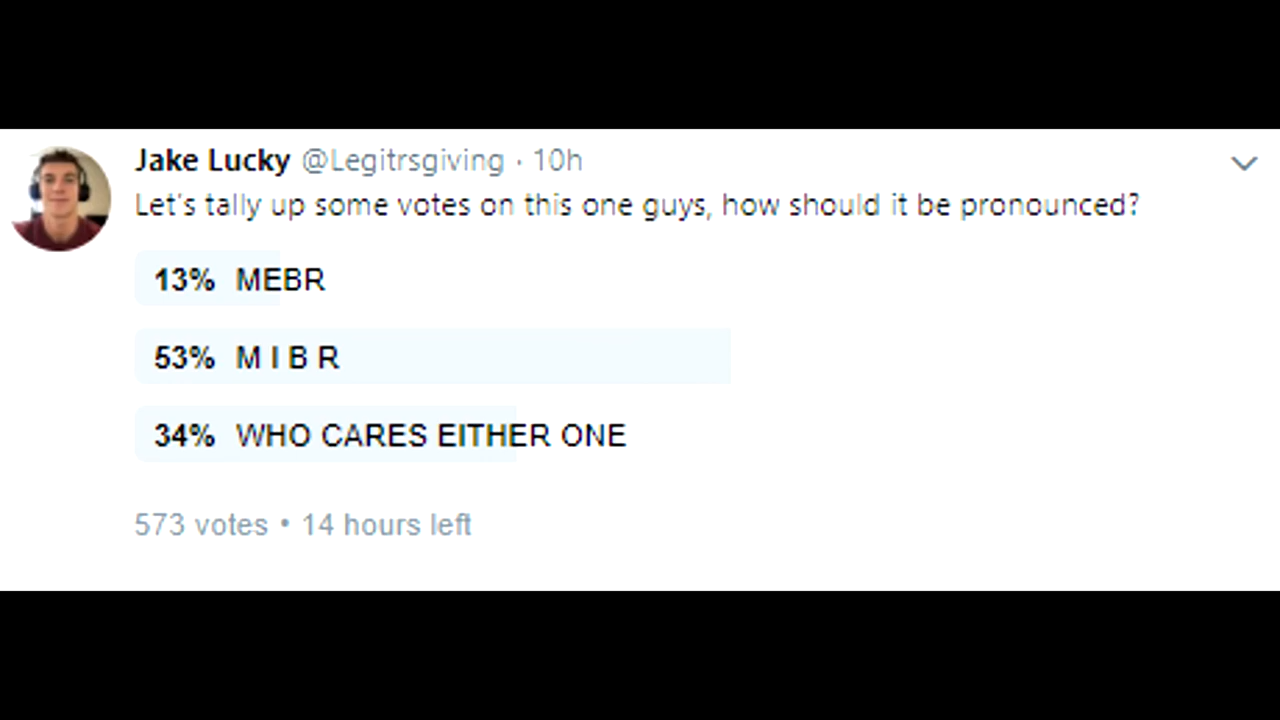 Jake Lucky @Legitrsgiving · 10h
Let's tally up some votes on this one guys, how should it be pronounced?
13% MEBR
53% M I B R
34% WHO CARES EITHER ONE
573 votes • 14 hours left